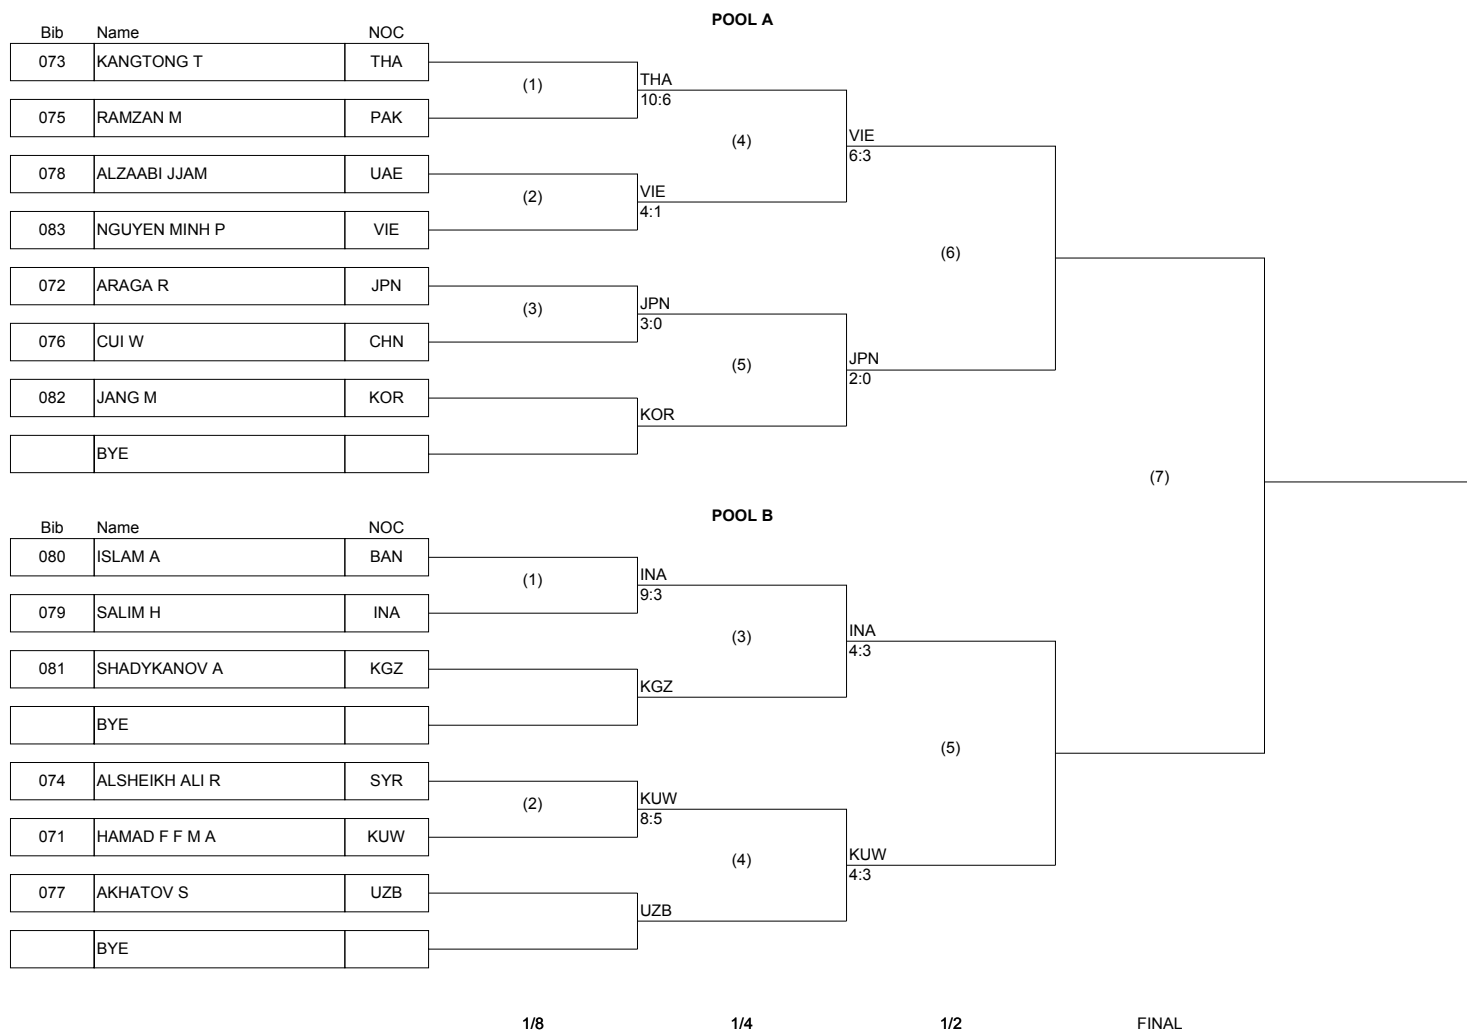 POOL A
Bib Name NOC
073 KANGTONG T THA
(1)
THA
10:6
075 RAMZAN M PAK
(4)
VIE
6:3
078 ALZAABI JJAM UAE
(2)
VIE
4:1
083 NGUYEN MINH P VIE
(6)
072 ARAGA R JPN
(3)
JPN
3:0
076 CUI W CHN
(5)
JPN
2:0
082 JANG M KOR
KOR
BYE
(7)
POOL B
Bib Name NOC
080 ISLAM A BAN
(1)
INA
9:3
079 SALIM H INA
(3)
INA
4:3
081 SHADYKANOV A KGZ
KGZ
BYE
(5)
074 ALSHEIKH ALI R SYR
(2)
KUW
8:5
071 HAMAD F F M A KUW
(4)
KUW
4:3
077 AKHATOV S UZB
UZB
BYE
1/8 1/4 1/2 FINAL